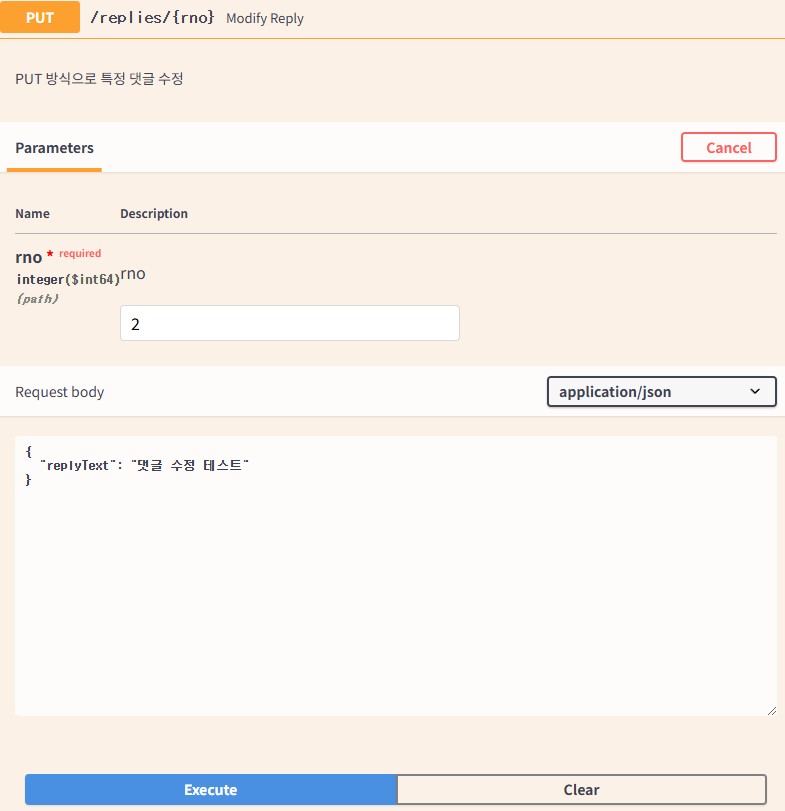 PUT /replies/{rno} Modify Reply
PUT 방식으로 특정 댓글 수정
Parameters Cancel
Name Description
rno * required
integer($int64) rno
(path)
2
Request body application/json
{
"replyText": "댓글 수정 테스트"
}
Execute Clear